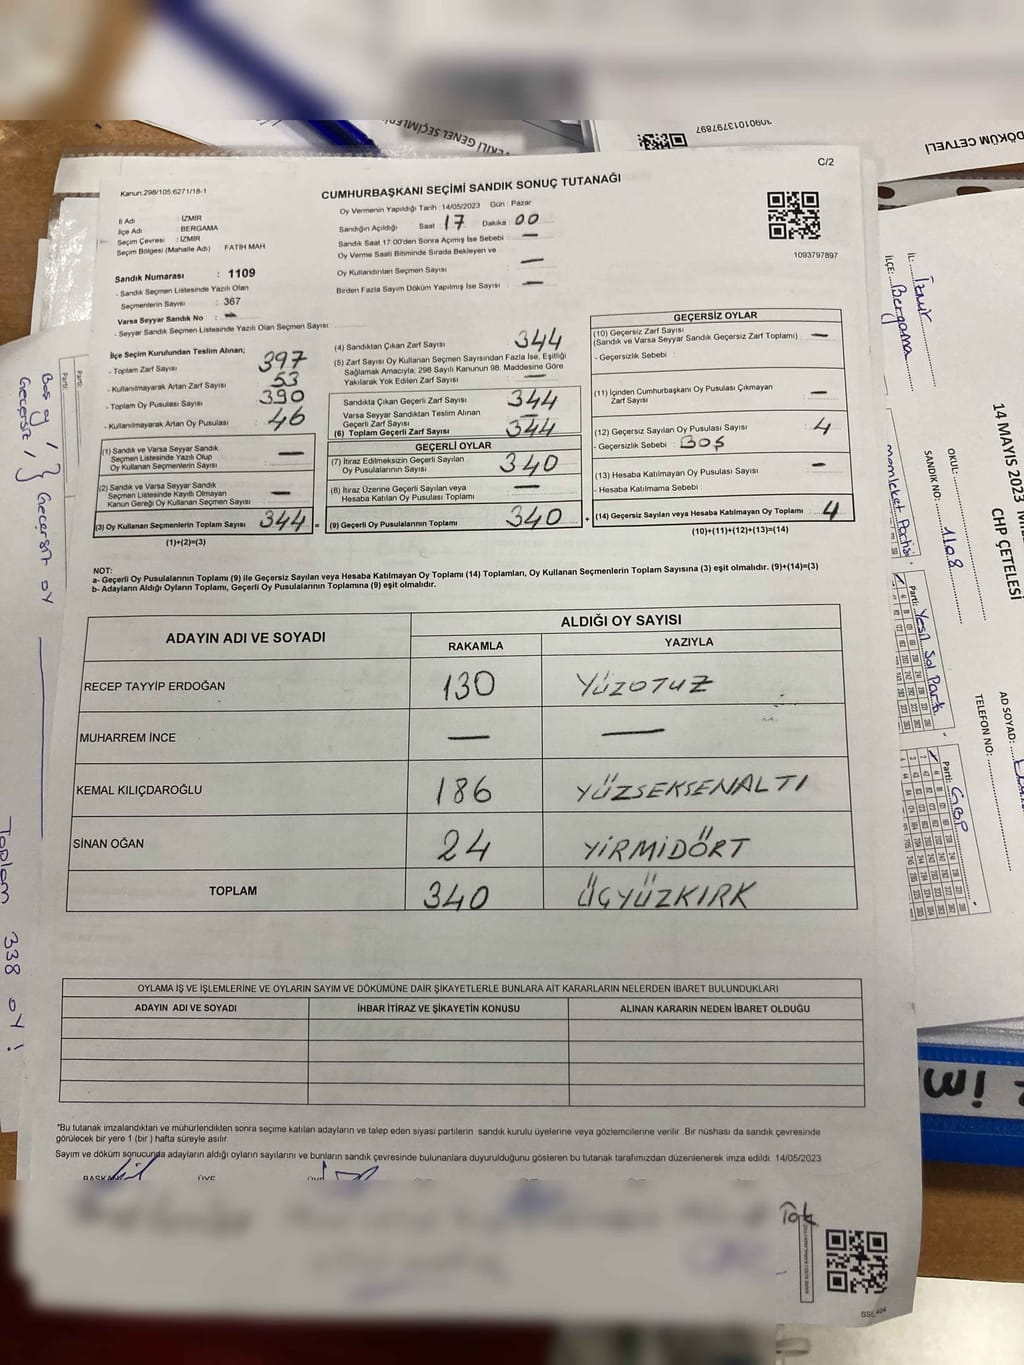 C/2
Kanun:298/105,6271/18-1
CUMHURBAŞKANI SEÇİMİ SANDIK SONUÇ TUTANAĞI
Oy Vermenin Yapıldığı Tarih :14/05/2023 Gün : Pazar
İl Adı : İZMİR
İlçe Adı : BERGAMA
Seçim Çevresi : İZMİR
Seçim Bölgesi (Mahalle Adı) FATİH MAH
Sandığın Açıldığı Saat : 17 Dakika : 00
Sandık Saat 17:00'den Sonra Açımış İse Sebebi : —
Oy Verme Saati Bitiminde Sırada Bekleyen ve
Oy Kullandırılan Seçmen Sayısı : —
Birden Fazla Sayım Döküm Yapılmış İse Sayısı : —
1093797897
Sandık Numarası : 1109
- Sandık Seçmen Listesinde Yazılı Olan
Seçmenlerin Sayısı : 367
Varsa Seyyar Sandık No : —
- Seyyar Sandık Seçmen Listesinde Yazılı Olan Seçmen Sayısı:
İlçe Seçim Kurulundan Teslim Alınan;
- Toplam Zarf Sayısı 397
- Kullanılmayarak Artan Zarf Sayısı 53
- Toplam Oy Pusulası Sayısı 390
- Kullanılmayarak Artan Oy Pusulası 46
(1) Sandık ve Varsa Seyyar Sandık
Seçmen Listesinde Yazılı Olup
Oy Kullanan Seçmenlerin Sayısı —
(2) Sandık ve Varsa Seyyar Sandık
Seçmen Listesinde Kayıtlı Olmayan
Kanun Gereği Oy Kullanan Seçmen Sayısı —
(3) Oy Kullanan Seçmenlerin Toplam Sayısı 344 =
(1)+(2)=(3)
(4) Sandıktan Çıkan Zarf Sayısı 344
(5) Zarf Sayısı Oy Kullanan Seçmen Sayısından Fazla İse, Eşitliği
Sağlamak Amacıyla, 298 Sayılı Kanunun 98. Maddesine Göre
Yakılarak Yok Edilen Zarf Sayısı —
Sandıkta Çıkan Geçerli Zarf Sayısı 344
Varsa Seyyar Sandıktan Teslim Alınan
Geçerli Zarf Sayısı —
(6) Toplam Geçerli Zarf Sayısı 344
GEÇERLİ OYLAR
(7) İtiraz Edilmeksizin Geçerli Sayılan
Oy Pusulalarının Sayısı 340
(8) İtiraz Üzerine Geçerli Sayılan veya
Hesaba Katılan Oy Pusulası Toplamı —
(9) Geçerli Oy Pusulalarının Toplamı 340 +
GEÇERSİZ OYLAR
(10) Geçersiz Zarf Sayısı
(Sandık ve Varsa Seyyar Sandık Geçersiz Zarf Toplamı) —
- Geçersizlik Sebebi :
(11) İçinden Cumhurbaşkanı Oy Pusulası Çıkmayan
Zarf Sayısı —
(12) Geçersiz Sayılan Oy Pusulası Sayısı 4
- Geçersizlik Sebebi : BOŞ
(13) Hesaba Katılmayan Oy Pusulası Sayısı —
- Hesaba Katılmama Sebebi :
(14) Geçersiz Sayılan veya Hesaba Katılmayan Oy Toplamı 4
(10)+(11)+(12)+(13)=(14)
NOT:
a- Geçerli Oy Pusulalarının Toplamı (9) ile Geçersiz Sayılan veya Hesaba Katılmayan Oy Toplamı (14) Toplamları, Oy Kullanan Seçmenlerin Toplam Sayısına (3) eşit olmalıdır. (9)+(14)=(3)
b- Adayların Aldığı Oyların Toplamı, Geçerli Oy Pusulalarının Toplamına (9) eşit olmalıdır.
ADAYIN ADI VE SOYADI
ALDIĞI OY SAYISI
RAKAMLA YAZIYLA
RECEP TAYYİP ERDOĞAN 130 YÜZOTUZ
MUHARREM İNCE — —
KEMAL KILIÇDAROĞLU 186 YÜZSEKSENALTI
SİNAN OĞAN 24 YİRMİDÖRT
TOPLAM 340 ÜÇYÜZKIRK
OYLAMA İŞ VE İŞLEMLERİNE VE OYLARIN SAYIM VE DÖKÜMÜNE DAİR ŞİKAYETLERLE BUNLARA AİT KARARLARIN NELERDEN İBARET BULUNDUKLARI
ADAYIN ADI VE SOYADI İHBAR İTİRAZ VE ŞİKAYETİN KONUSU ALINAN KARARIN NEDEN İBARET OLDUĞU
*Bu tutanak imzalandıktan ve mühürlendikten sonra seçime katılan adayların ve talep eden siyasi partilerin sandık kurulu üyelerine veya gözlemcilerine verilir. Bir nüshası da sandık çevresinde
görülecek bir yere 1 (bir ) hafta süreyle asılır.
Sayım ve döküm sonucunda adayların aldığı oyların sayılarını ve bunların sandık çevresinde bulunanlara duyurulduğunu gösteren bu tutanak tarafımızdan düzenlenerek imza edildi. 14/05/2023
Boş oy /
Geçersiz /
Geçersiz oy
Toplam 338 oy !
DÖKÜM CETVELİ
30901013797897
İL: İzmir
İLÇE: Bergama
14 MAYIS 2023
CHP ÇETELESİ
OKUL:
SANDIK NO: 1108
AD SOYAD:
TELEFON NO:
memleket Partisi
Parti: Yeşil Sol Parti
Parti: GBP